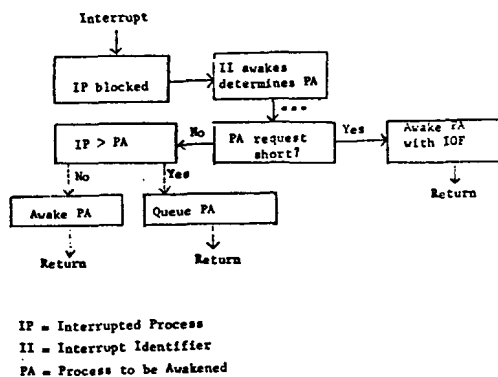 Interrupt
IP blocked
II awakes
determines PA
...
IP > PA
No
PA request
short?
Yes
Awake PA
with IOF
No
Yes
Return
Awake PA
Queue PA
Return
Return
IP = Interrupted Process
II = Interrupt Identifier
PA = Process to be Awakened